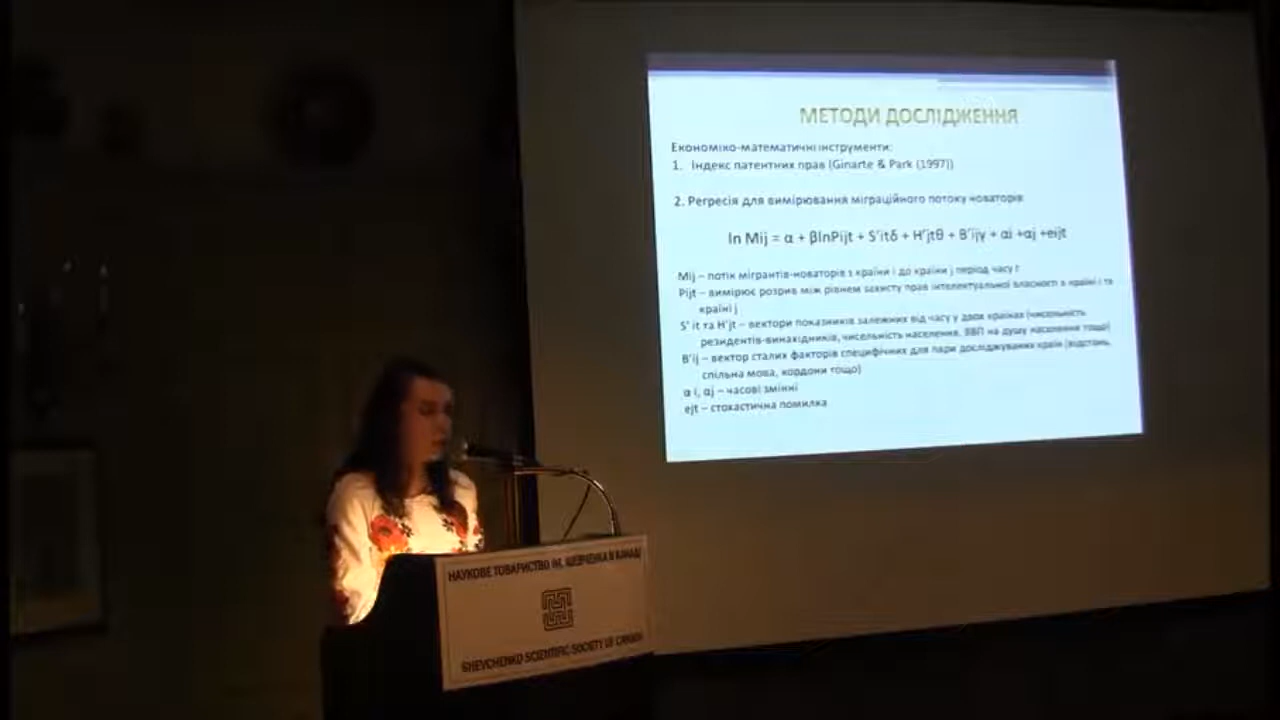 МЕТОДИ ДОСЛІДЖЕННЯ
Економіко-математичні інструменти:
1. Індекс патентних прав (Ginarte & Park (1997))
2. Регресія для вимірювання міграційного потоку новаторів
ln Mij = α + βlnPijt + S'itδ + H'jtθ + B'ijγ + αi +αj +eijt
Mij – потік мігрантів-новаторів з країни і до країни j період часу t
Pijt – вимірює розрив між рівнем захисту прав інтелектуальної власності в країні і та
країні j
S' it та H'jt – вектори показників залежних від часу у двох країнах (чисельність
резидентів-винахідників, чисельність населення, ВВП на душу населення тощо)
B'ij – вектор сталих факторів специфічних для пари досліджуваних країн (відстань,
спільна мова, кордони тощо)
α i, αj – часові змінні
ejt – стохастична помилка
НАУКОВЕ ТОВАРИСТВО ІМ. ШЕВЧЕНКА В КАНАДІ
SHEVCHENKO SCIENTIFIC SOCIETY OF CANADA